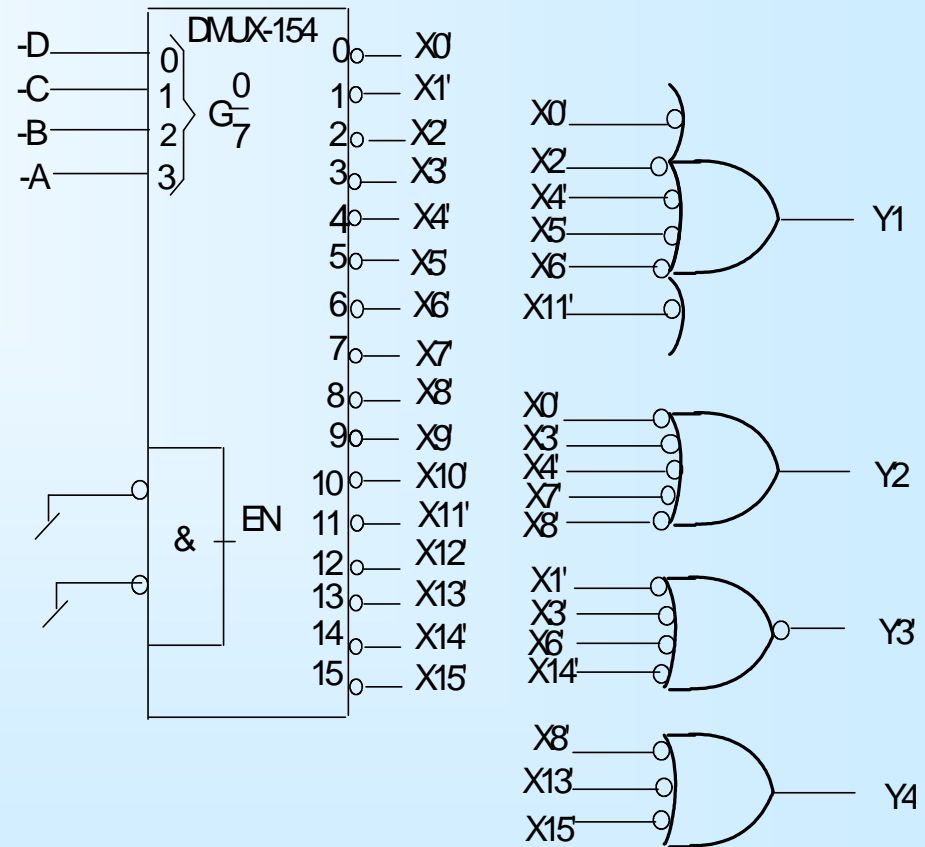 DMUX-154
-D 0 0 X0'
-C 1 1 X1'
-B 2 2 X2'
-A 3 3 X3'
G 0
7
4 X4'
5 X5'
6 X6'
7 X7'
8 X8'
9 X9'
10 X10'
11 X11'
12 X12'
13 X13'
14 X14'
15 X15'
& EN
X0'
X2'
X4'
X5'
X6'
X11'
Y1
X0'
X3'
X4'
X7'
X8'
Y2
X1'
X3'
X6'
X14'
Y3'
X8'
X13'
X15'
Y4